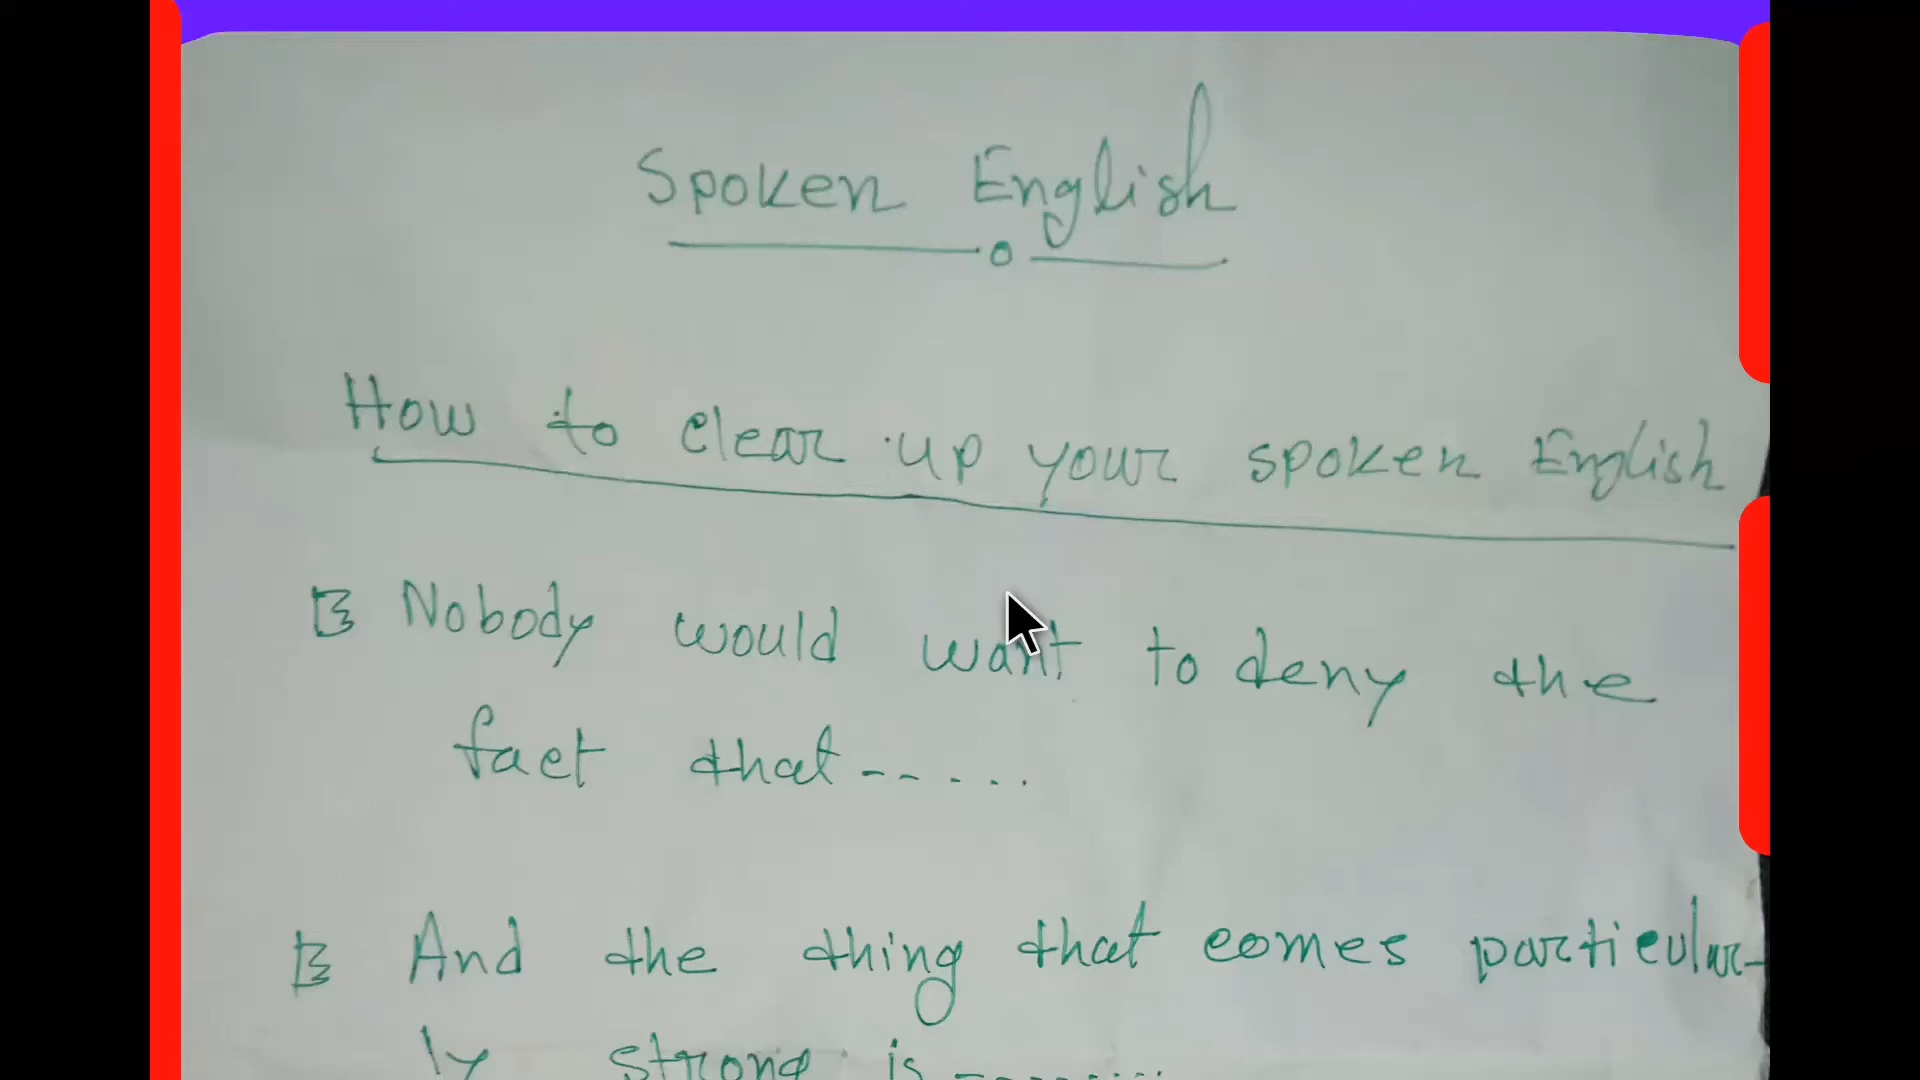 Spoken English
How to clear up your spoken English
Nobody would want to deny the
fact that-----
And the thing that comes particular-
ly strong is --------